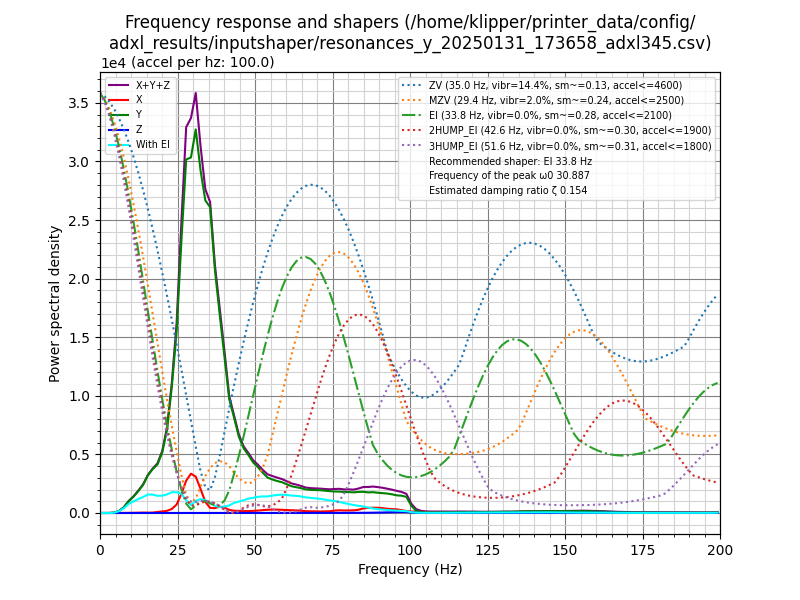 Frequency response and shapers (/home/klipper/printer_data/config/
adxl_results/inputshaper/resonances_y_20250131_173658_adxl345.csv)
1e4 (accel per hz: 100.0)
X+Y+Z
X
Y
Z
With EI
ZV (35.0 Hz, vibr=14.4%, sm~=0.13, accel<=4600)
MZV (29.4 Hz, vibr=2.0%, sm~=0.24, accel<=2500)
EI (33.8 Hz, vibr=0.0%, sm~=0.28, accel<=2100)
2HUMP_EI (42.6 Hz, vibr=0.0%, sm~=0.30, accel<=1900)
3HUMP_EI (51.6 Hz, vibr=0.0%, sm~=0.31, accel<=1800)
Recommended shaper: EI 33.8 Hz
Frequency of the peak ω0 30.887
Estimated damping ratio ζ 0.154
Power spectral density
3.5
3.0
2.5
2.0
1.5
1.0
0.5
0.0
0 25 50 75 100 125 150 175 200
Frequency (Hz)